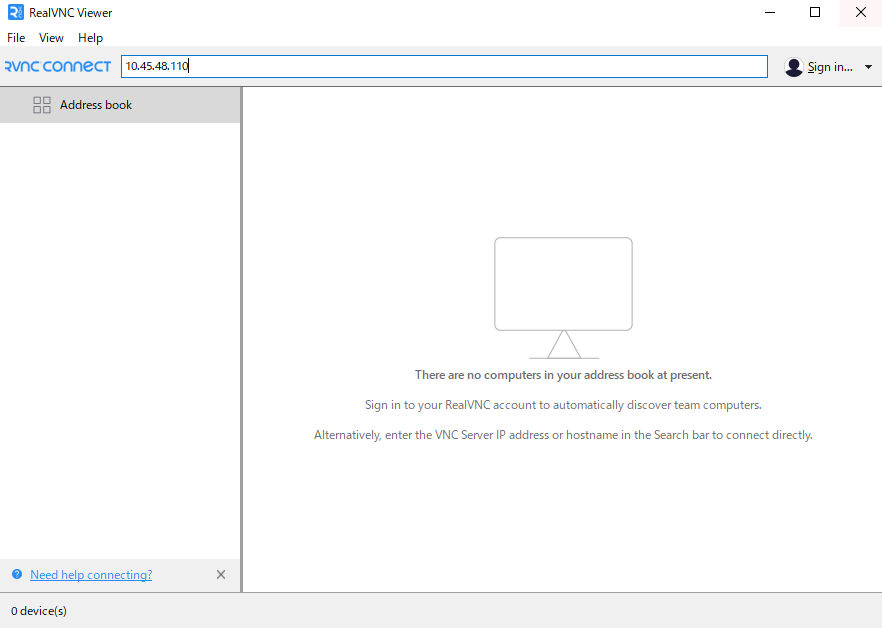 RealVNC Viewer
File View Help
RVNC CONNECT
10.45.48.110
Sign in...
Address book
There are no computers in your address book at present.
Sign in to your RealVNC account to automatically discover team computers.
Alternatively, enter the VNC Server IP address or hostname in the Search bar to connect directly.
? Need help connecting?
0 device(s)